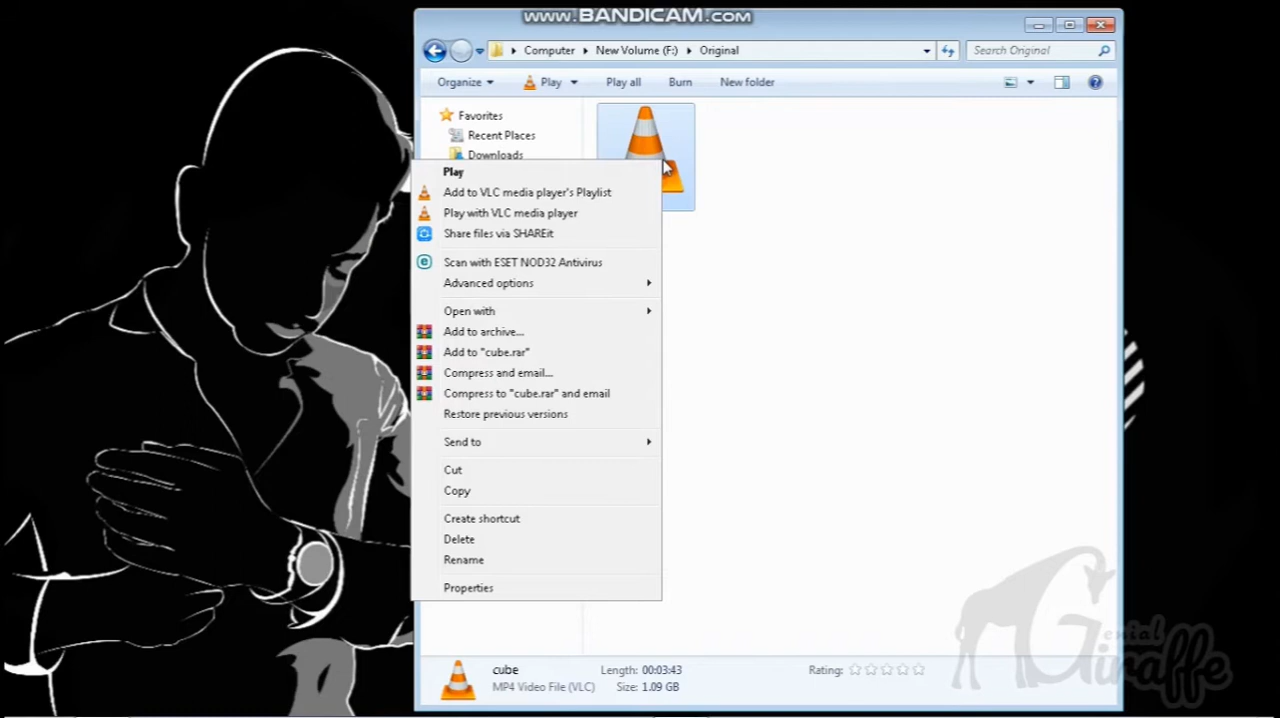 www.BANDICAM.com
Computer
New Volume (F:)
Original
Search Original
Organize
Play
Play all
Burn
New folder
Favorites
Recent Places
Downloads
Play
Add to VLC media player's Playlist
Play with VLC media player
Share files via SHAREit
Scan with ESET NOD32 Antivirus
Advanced options
Open with
Add to archive...
Add to "cube.rar"
Compress and email...
Compress to "cube.rar" and email
Restore previous versions
Send to
Cut
Copy
Create shortcut
Delete
Rename
Properties
cube
Length: 00:03:43
Rating:
MP4 Video File (VLC)
Size: 1.09 GB
Genial
Giraffe